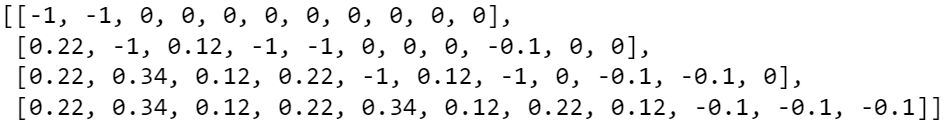 [[-1, -1, 0, 0, 0, 0, 0, 0, 0, 0, 0],
[0.22, -1, 0.12, -1, -1, 0, 0, 0, -0.1, 0, 0],
[0.22, 0.34, 0.12, 0.22, -1, 0.12, -1, 0, -0.1, -0.1, 0],
[0.22, 0.34, 0.12, 0.22, 0.34, 0.12, 0.22, 0.12, -0.1, -0.1, -0.1]]